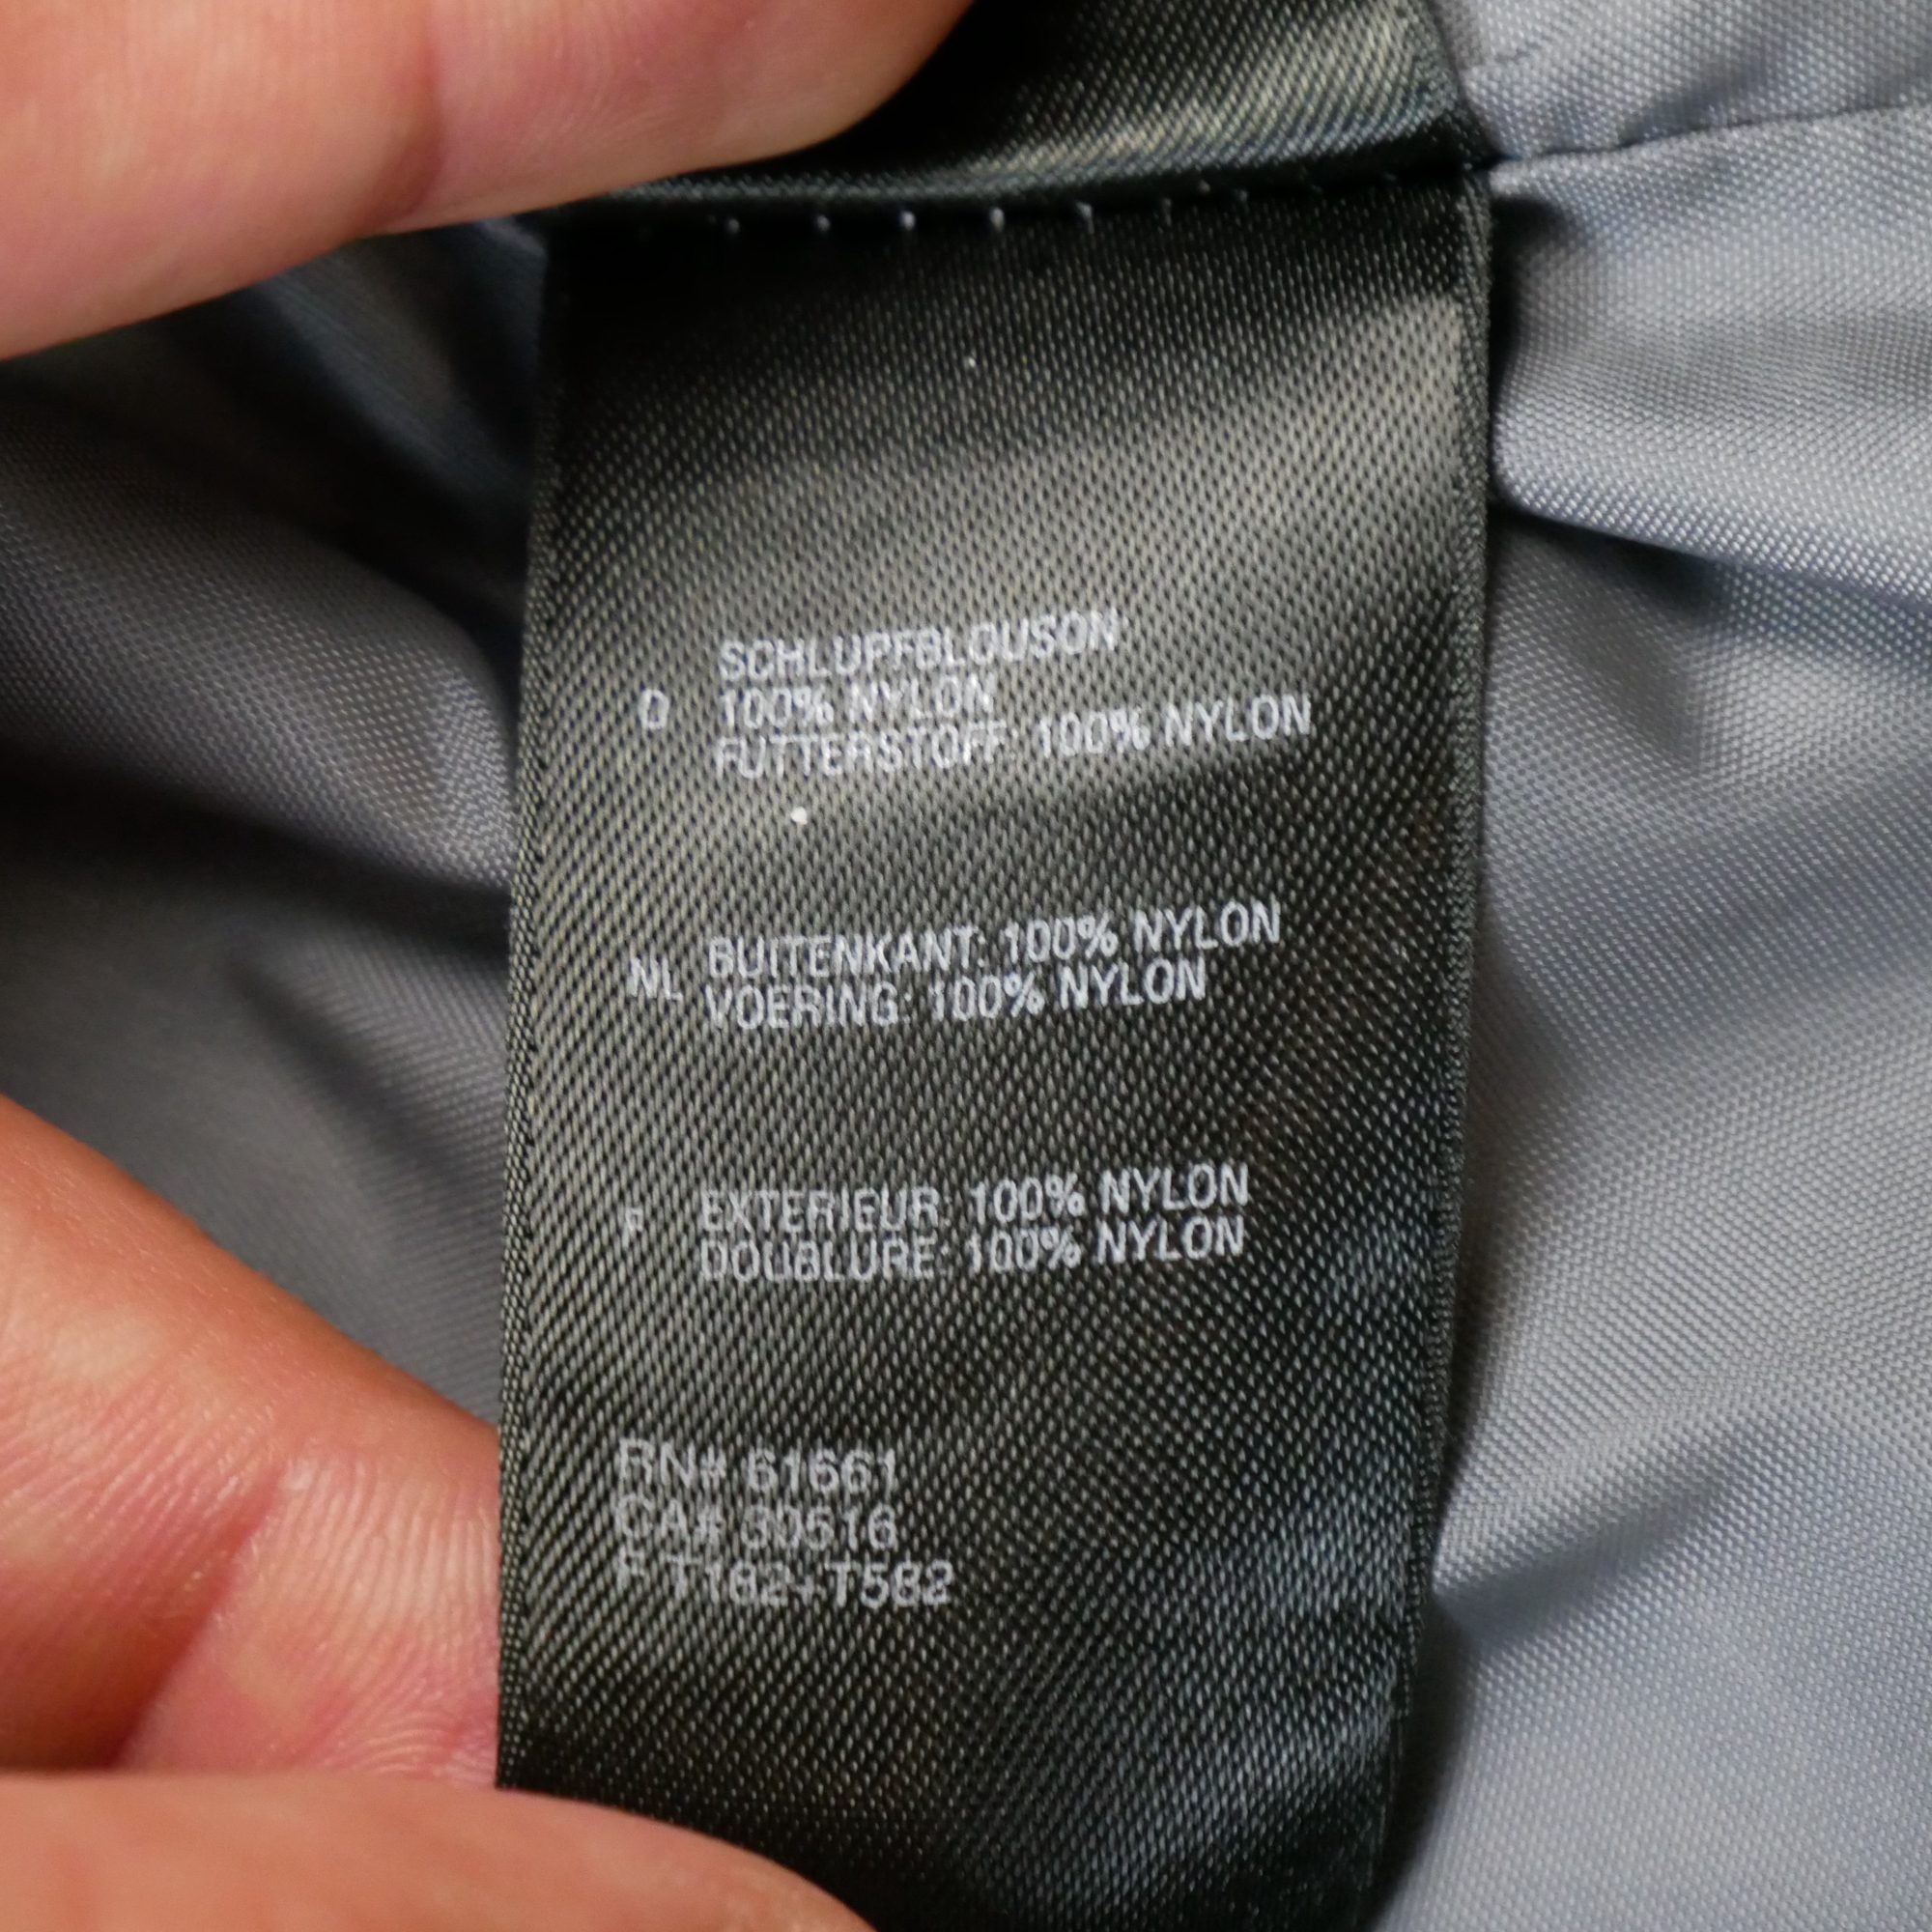 SCHLUPFBLOUSON
D 100% NYLON
FUTTERSTOFF: 100% NYLON
NL BUITENKANT: 100% NYLON
VOERING: 100% NYLON
F EXTERIEUR: 100% NYLON
DOUBLURE: 100% NYLON
RN# 61661
CA# 30616
F T182+T582